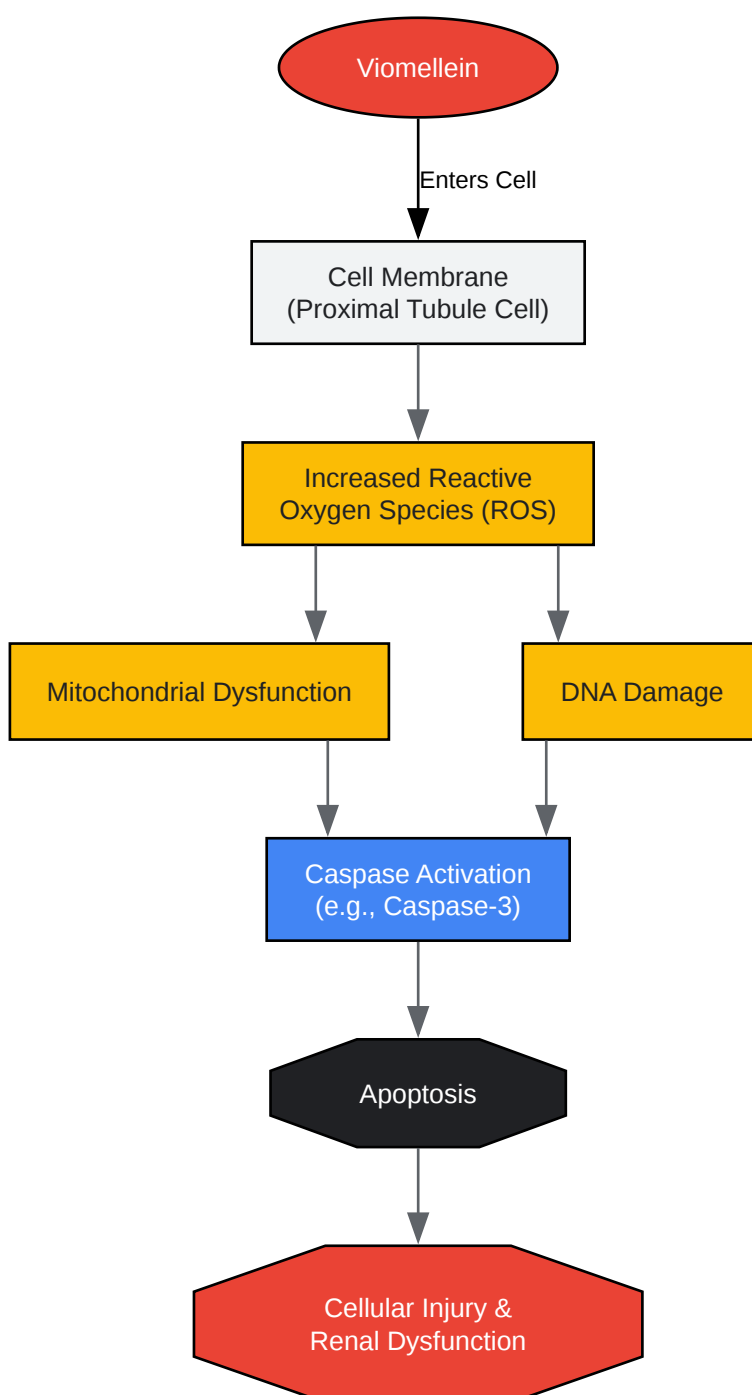 Viomellein
Enters Cell
Cell Membrane
(Proximal Tubule Cell)
Increased Reactive
Oxygen Species (ROS)
Mitochondrial Dysfunction
DNA Damage
Caspase Activation
(e.g., Caspase-3)
Apoptosis
Cellular Injury &
Renal Dysfunction